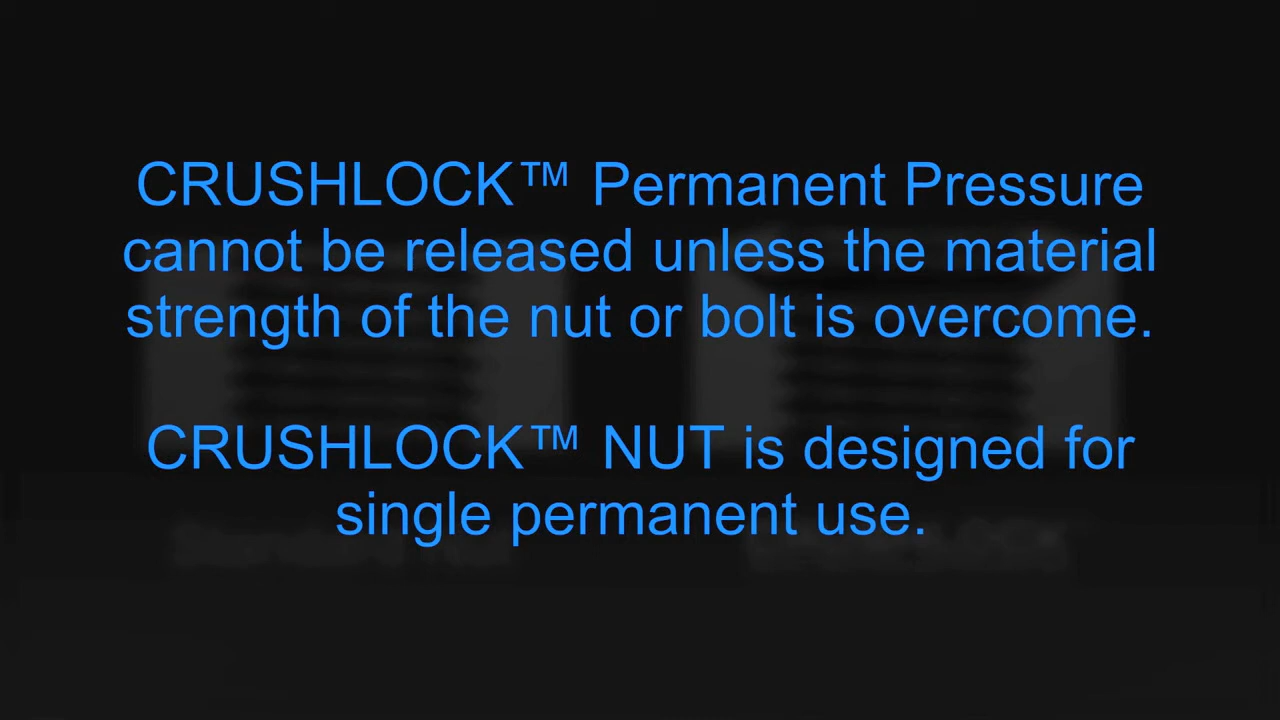 CRUSHLOCK™ Permanent Pressure
cannot be released unless the material
strength of the nut or bolt is overcome.
CRUSHLOCK™ NUT is designed for
single permanent use.